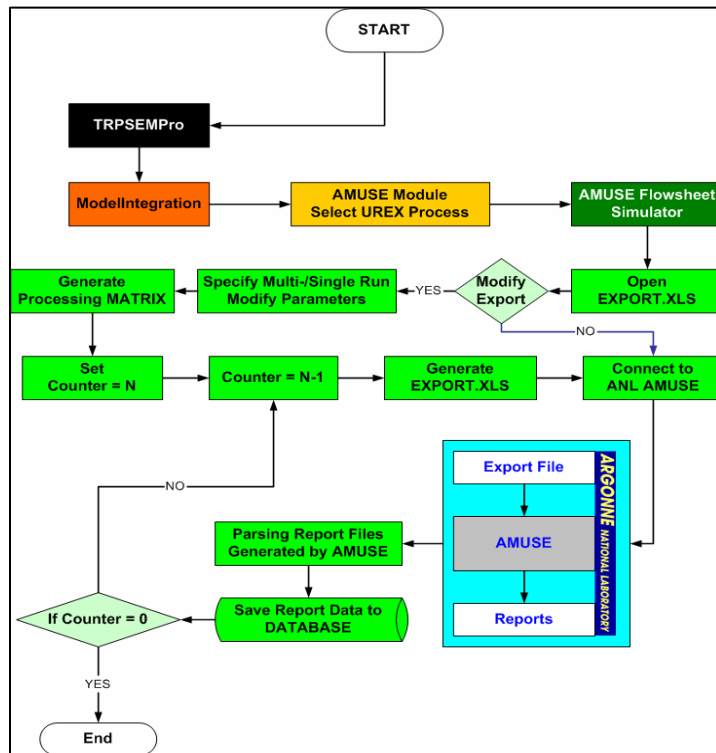 START
TRPSEMPro
ModelIntegration
AMUSE Module
Select UREX Process
AMUSE Flowsheet
Simulator
Generate
Processing MATRIX
Specify Multi-/Single Run
Modify Parameters
YES
Modify
Export
Open
EXPORT.XLS
NO
Set
Counter = N
Counter = N-1
Generate
EXPORT.XLS
Connect to
ANL AMUSE
Export File
AMUSE
Reports
ARGONNE
NATIONAL LABORATORY
NO
Parsing Report Files
Generated by AMUSE
Save Report Data to
DATABASE
If Counter = 0
YES
End